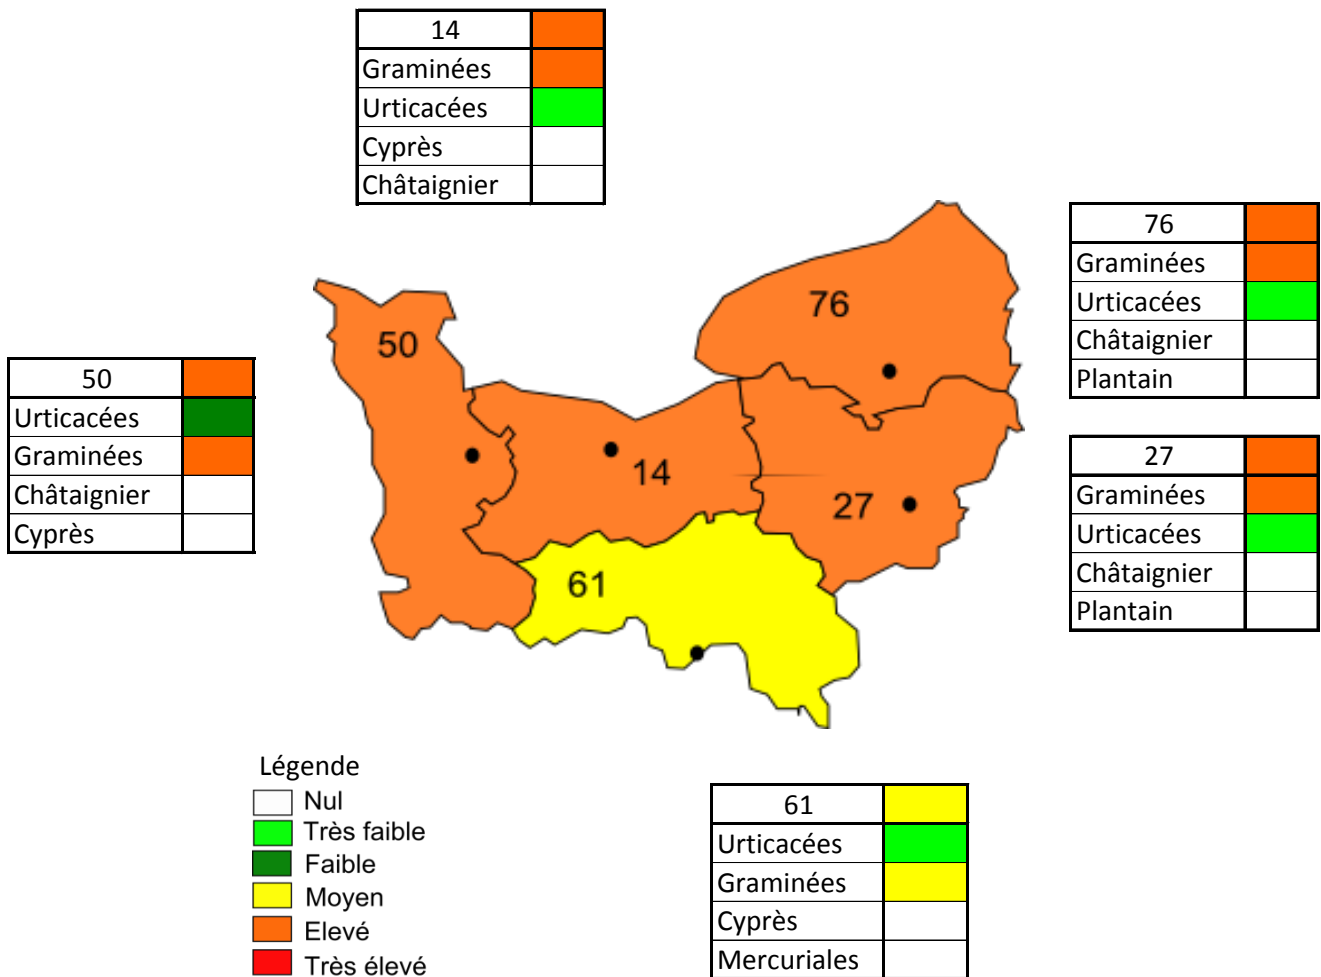 14
Graminées
Urticacées
Cyprès
Châtaignier
76
Graminées
Urticacées
Châtaignier
Plantain
50
Urticacées
Graminées
Châtaignier
Cyprès
27
Graminées
Urticacées
Châtaignier
Plantain
76
50
14
27
61
Légende
Nul
Très faible
Faible
Moyen
Elevé
Très élevé
61
Urticacées
Graminées
Cyprès
Mercuriales